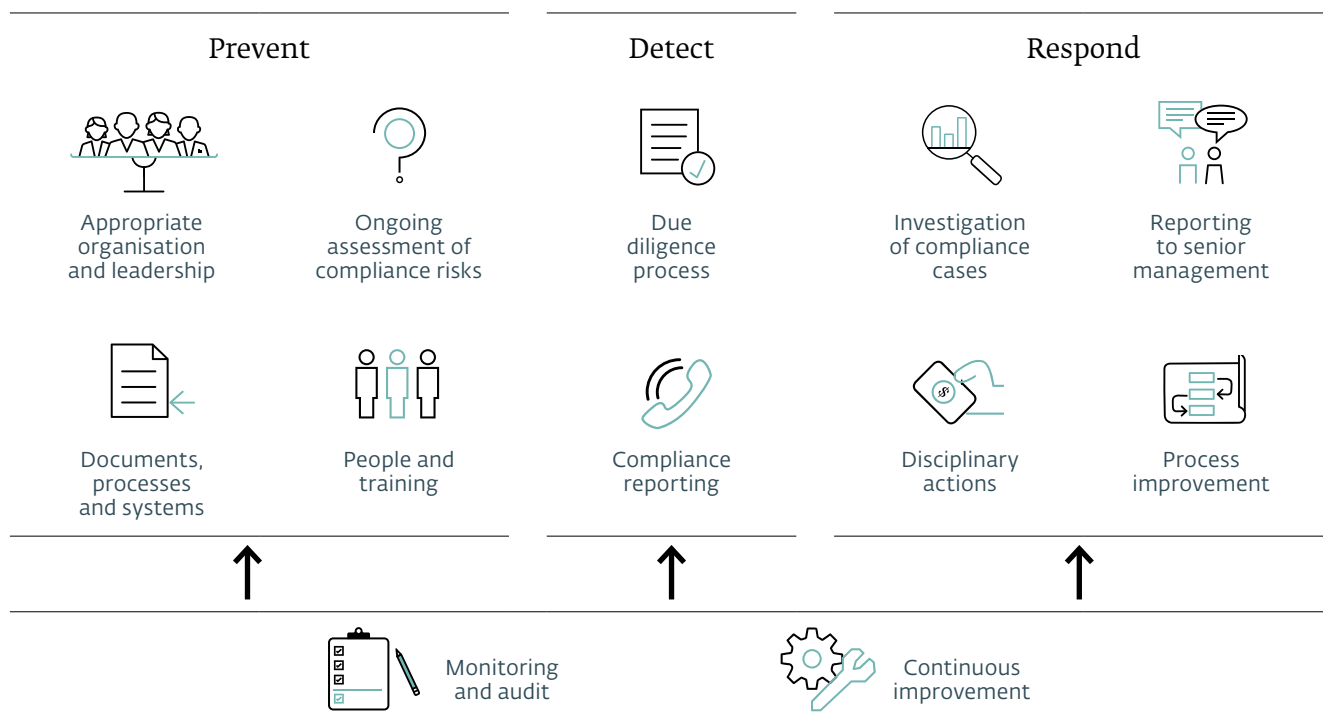 Prevent
Detect
Respond
Appropriate
organisation
and leadership
Ongoing
assessment of
compliance risks
Due
diligence
process
Investigation
of compliance
cases
Reporting
to senior
management
Documents,
processes
and systems
People and
training
Compliance
reporting
$
Disciplinary
actions
Process
improvement
Monitoring
and audit
Continuous
improvement